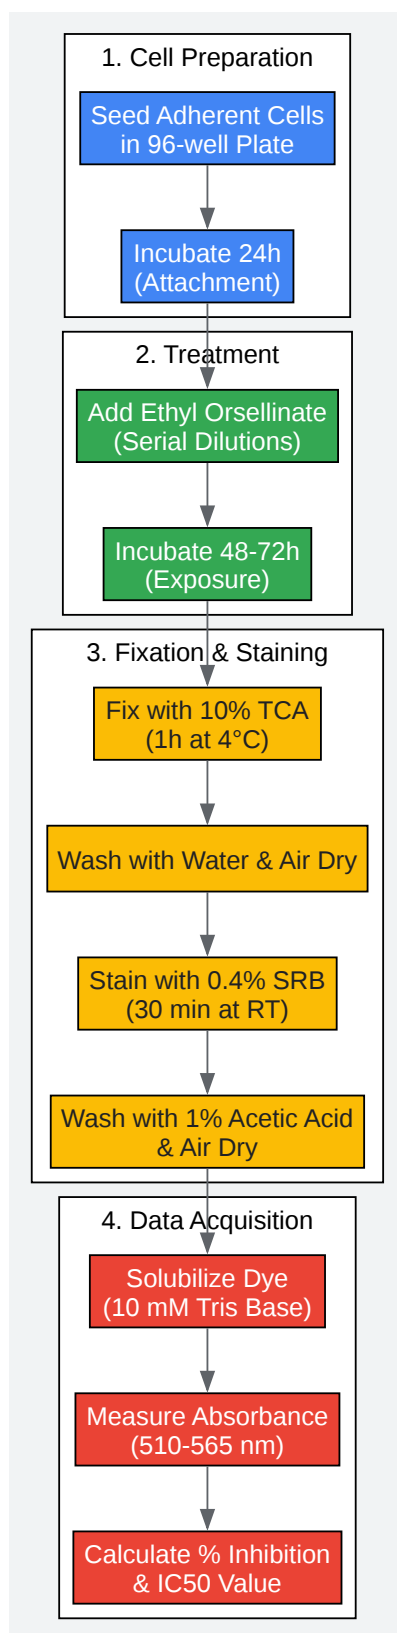 1. Cell Preparation
Seed Adherent Cells
in 96-well Plate
Incubate 24h
(Attachment)
2. Treatment
Add Ethyl Orsellinate
(Serial Dilutions)
Incubate 48-72h
(Exposure)
3. Fixation & Staining
Fix with 10% TCA
(1h at 4°C)
Wash with Water & Air Dry
Stain with 0.4% SRB
(30 min at RT)
Wash with 1% Acetic Acid
& Air Dry
4. Data Acquisition
Solubilize Dye
(10 mM Tris Base)
Measure Absorbance
(510-565 nm)
Calculate % Inhibition
& IC50 Value